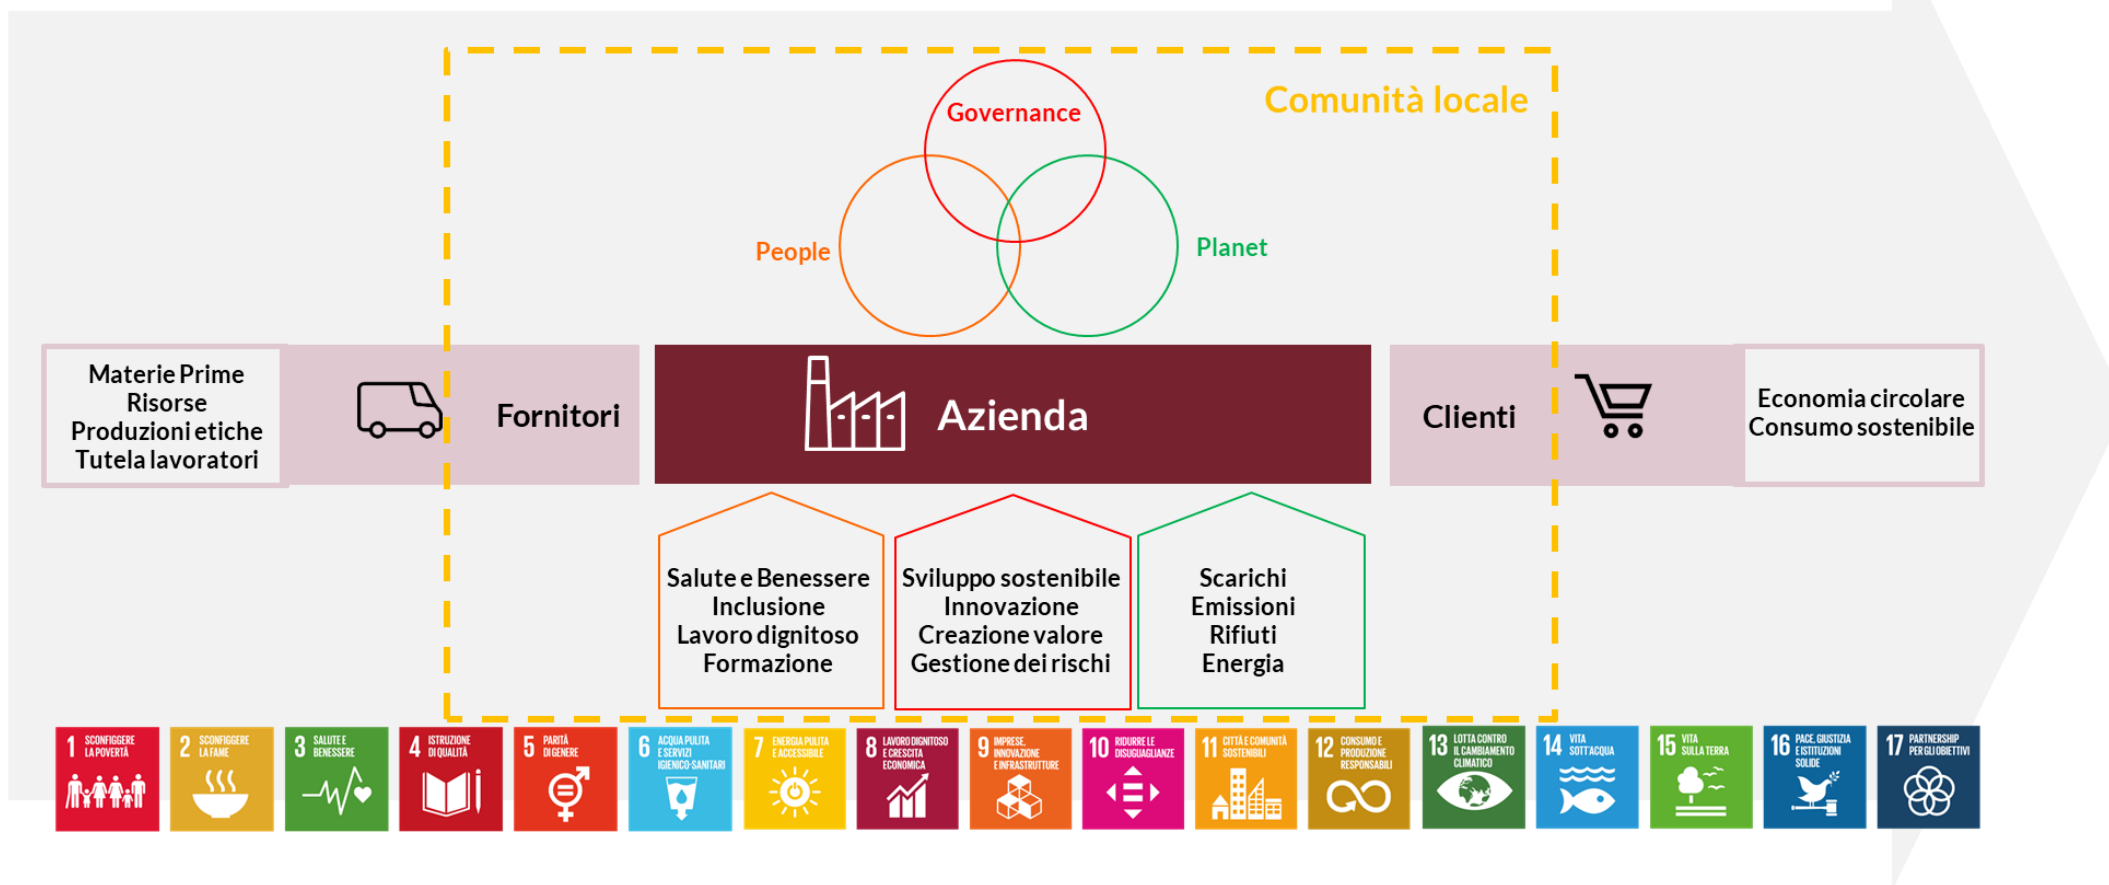 Comunità locale
Governance
People
Planet
Materie Prime
Risorse
Produzioni etiche
Tutela lavoratori
Fornitori
Azienda
Clienti
Economia circolare
Consumo sostenibile
Salute e Benessere
Inclusione
Lavoro dignitoso
Formazione
Sviluppo sostenibile
Innovazione
Creazione valore
Gestione dei rischi
Scarichi
Emissioni
Rifiuti
Energia
1 SCONFIGGERE
LA POVERTÀ
2 SCONFIGGERE
LA FAME
3 SALUTE E
BENESSERE
4 ISTRUZIONE
DI QUALITÀ
5 PARITÀ
DI GENERE
6 ACQUA PULITA
E SERVIZI
IGIENICO-SANITARI
7 ENERGIA PULITA
E ACCESSIBILE
8 LAVORO DIGNITOSO
E CRESCITA
ECONOMICA
9 IMPRESE,
INNOVAZIONE
E INFRASTRUTTURE
10 RIDURRE LE
DISUGUAGLIANZE
11 CITTÀ E COMUNITÀ
SOSTENIBILI
12 CONSUMO E
PRODUZIONE
RESPONSABILI
13 LOTTA CONTRO
IL CAMBIAMENTO
CLIMATICO
14 VITA
SOTT'ACQUA
15 VITA
SULLA TERRA
16 PACE, GIUSTIZIA
E ISTITUZIONI
SOLIDE
17 PARTNERSHIP
PER GLI OBIETTIVI